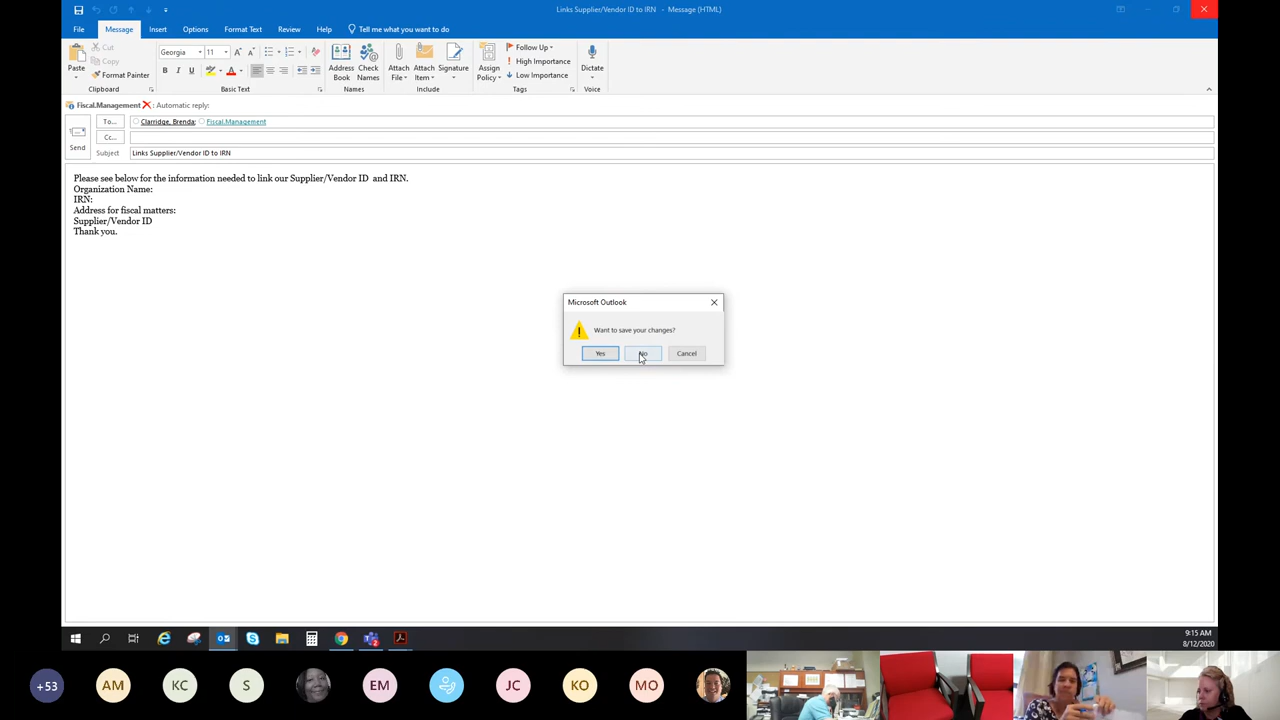 Links Supplier/Vendor ID to IRN - Message (HTML)
File Message Insert Options Format Text Review Help Tell me what you want to do
Cut
Copy
Format Painter
Paste
Georgia 11
B I U A
Address Book
Check Names
Attach File
Attach Item
Signature
Assign Policy
Follow Up
High Importance
Low Importance
Dictate
Clipboard Basic Text Names Include Tags Voice
Fiscal.Management : Automatic reply:
To... Clarridge, Brenda; Fiscal.Management
Cc...
Send
Subject Links Supplier/Vendor ID to IRN
Please see below for the information needed to link our Supplier/Vendor ID and IRN.
Organization Name:
IRN:
Address for fiscal matters:
Supplier/Vendor ID
Thank you.
Microsoft Outlook
Want to save your changes?
Yes No Cancel
9:15 AM
8/12/2020
+53 AM KC S EM JC KO MO